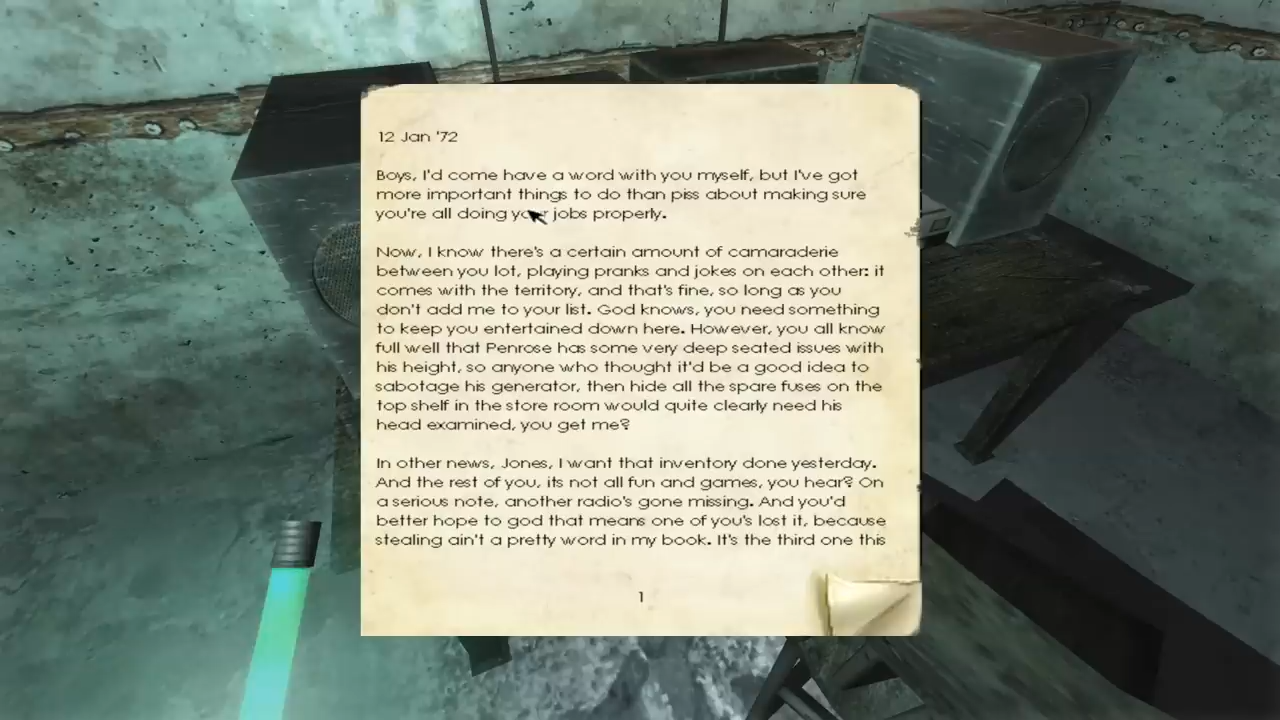 12 Jan '72
Boys, I'd come have a word with you myself, but I've got
more important things to do than piss about making sure
you're all doing your jobs properly.
Now, I know there's a certain amount of camaraderie
between you lot, playing pranks and jokes on each other: it
comes with the territory, and that's fine, so long as you
don't add me to your list. God knows, you need something
to keep you entertained down here. However, you all know
full well that Penrose has some very deep seated issues with
his height, so anyone who thought it'd be a good idea to
sabotage his generator, then hide all the spare fuses on the
top shelf in the store room would quite clearly need his
head examined, you get me?
In other news, Jones, I want that inventory done yesterday.
And the rest of you, its not all fun and games, you hear? On
a serious note, another radio's gone missing. And you'd
better hope to god that means one of you's lost it, because
stealing ain't a pretty word in my book. It's the third one this
1